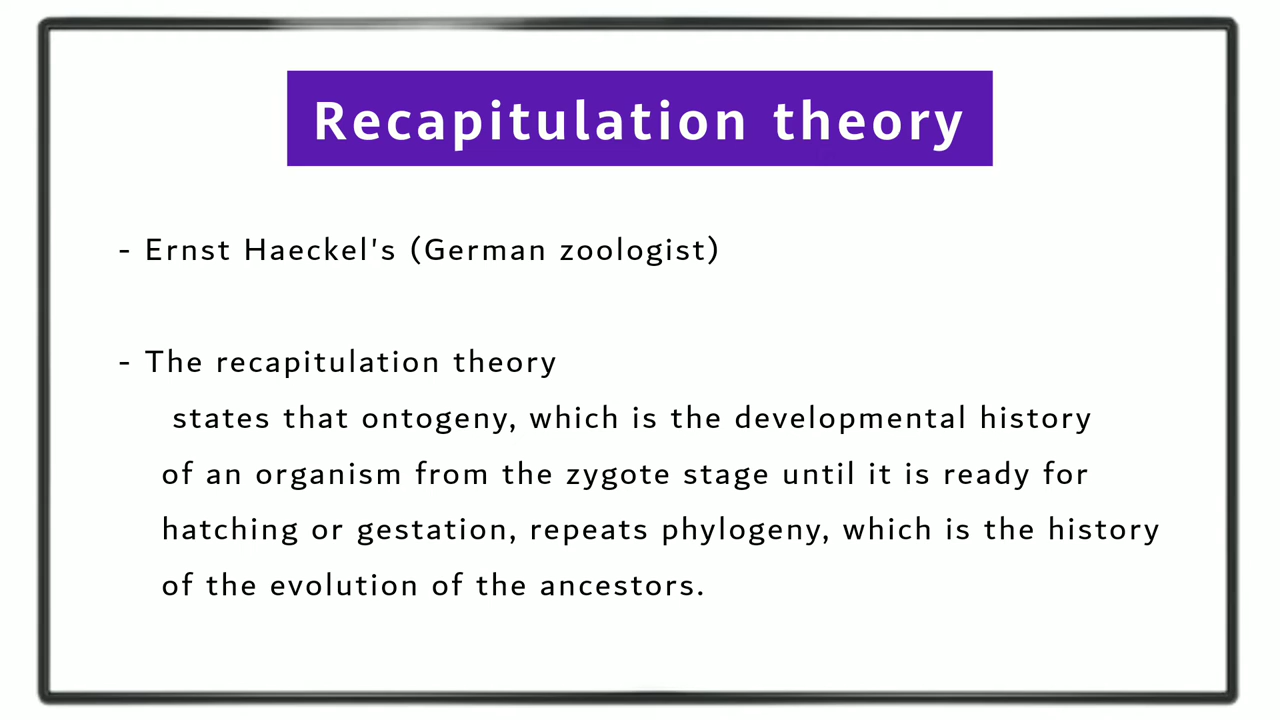 Recapitulation theory
- Ernst Haeckel's (German zoologist)
- The recapitulation theory
states that ontogeny, which is the developmental history
of an organism from the zygote stage until it is ready for
hatching or gestation, repeats phylogeny, which is the history
of the evolution of the ancestors.